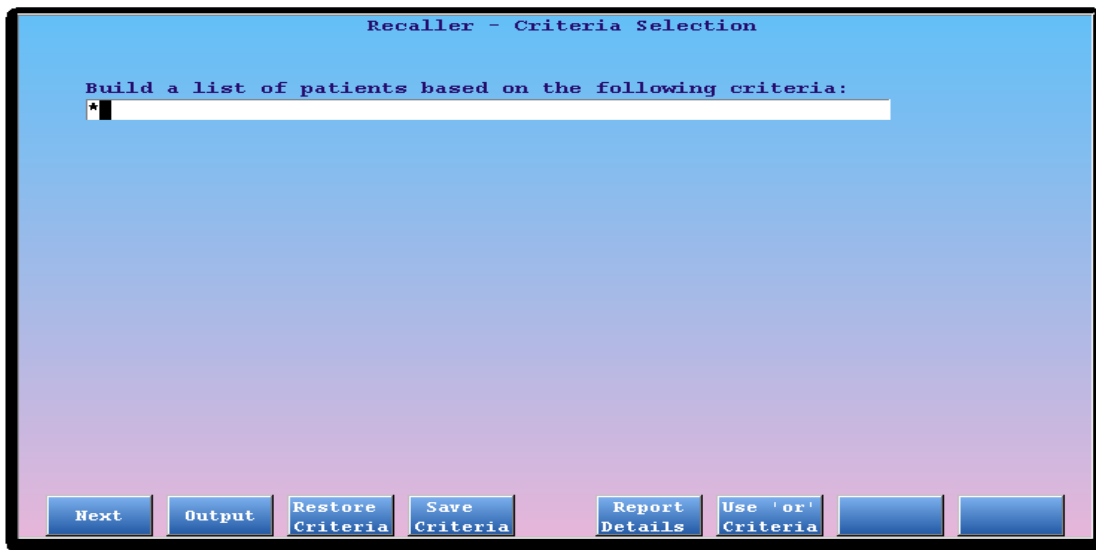 Recaller - Criteria Selection
Build a list of patients based on the following criteria:
*
Next
Output
Restore
Criteria
Save
Criteria
Report
Details
Use 'or'
Criteria